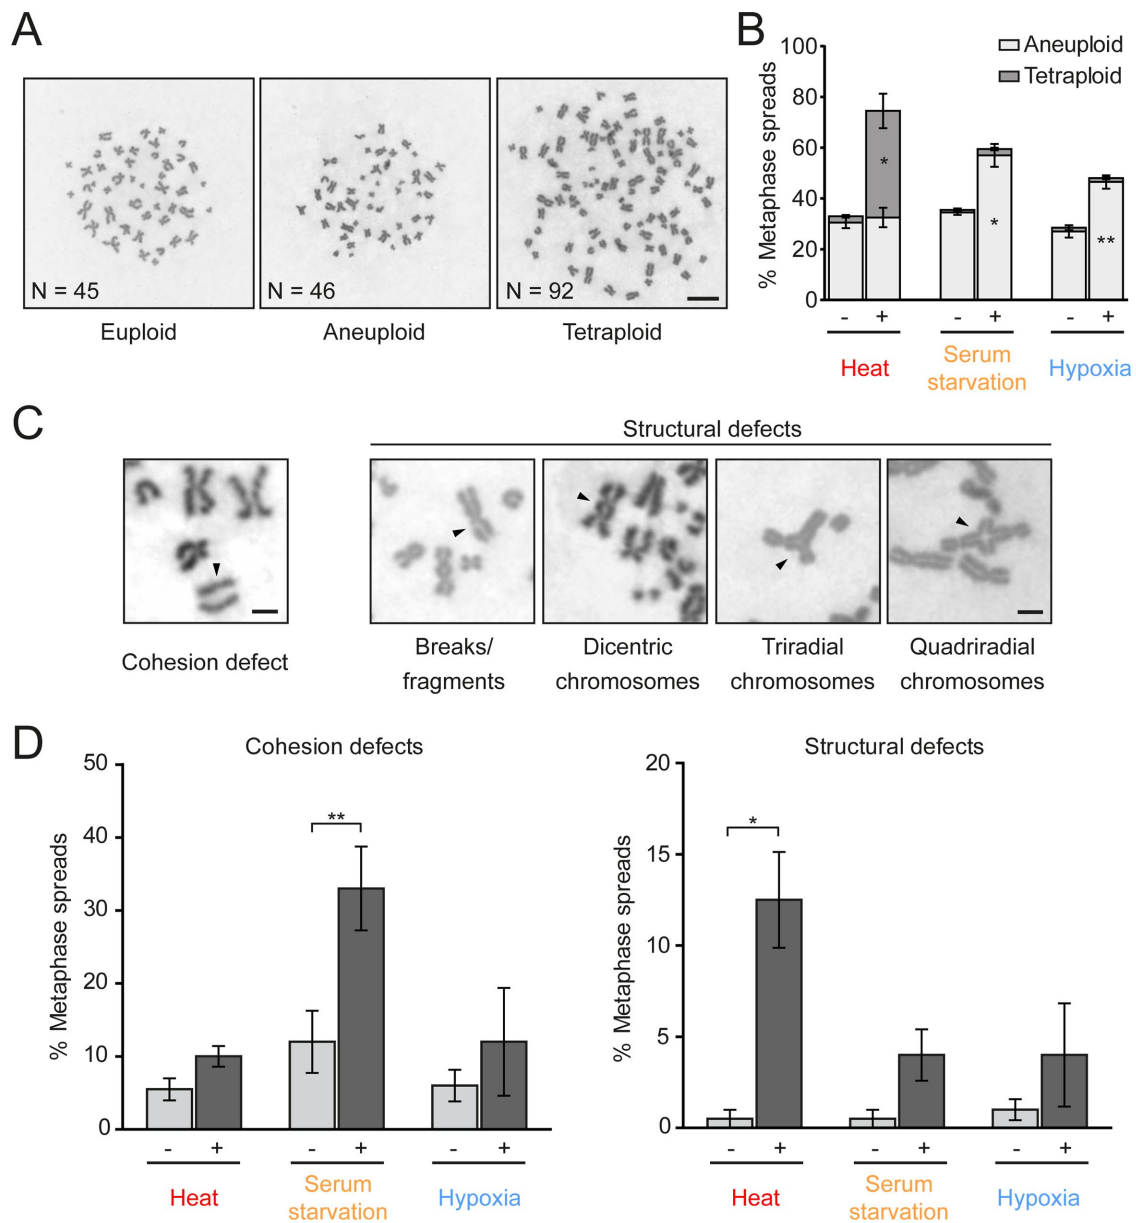 A
N = 45
N = 46
N = 92
Euploid
Aneuploid
Tetraploid
B
Aneuploid
Tetraploid
% Metaphase spreads
100
80
60
40
20
0
*
*
**
- + - + - +
Heat
Serum
starvation
Hypoxia
C
Structural defects
Cohesion defect
Breaks/
fragments
Dicentric
chromosomes
Triradial
chromosomes
Quadriradial
chromosomes
D
Cohesion defects
% Metaphase spreads
50
40
30
20
10
0
**
- + - + - +
Heat
Serum
starvation
Hypoxia
Structural defects
% Metaphase spreads
20
15
10
5
0
*
- + - + - +
Heat
Serum
starvation
Hypoxia